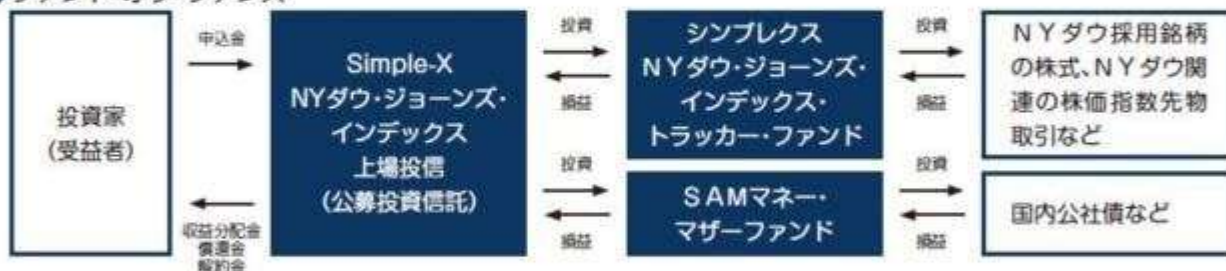 投資家
(受益者)
申込金
収益分配金
償還金
解約金
Simple-X
NYダウ・ジョーンズ・
インデックス
上場投信
(公募投資信託)
投資
損益
投資
損益
シンプレクス
NYダウ・ジョーンズ・
インデックス・
トラッカー・ファンド
SAMマネー・
マザーファンド
投資
損益
投資
損益
NYダウ採用銘柄
の株式、NYダウ関
連の株価指数先物
取引など
国内公社債など